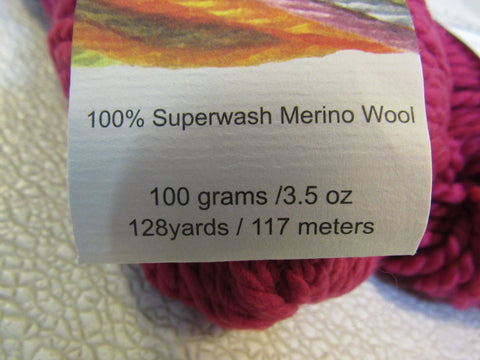 100% Superwash Merino Wool
100 grams /3.5 oz
128yards / 117 meters